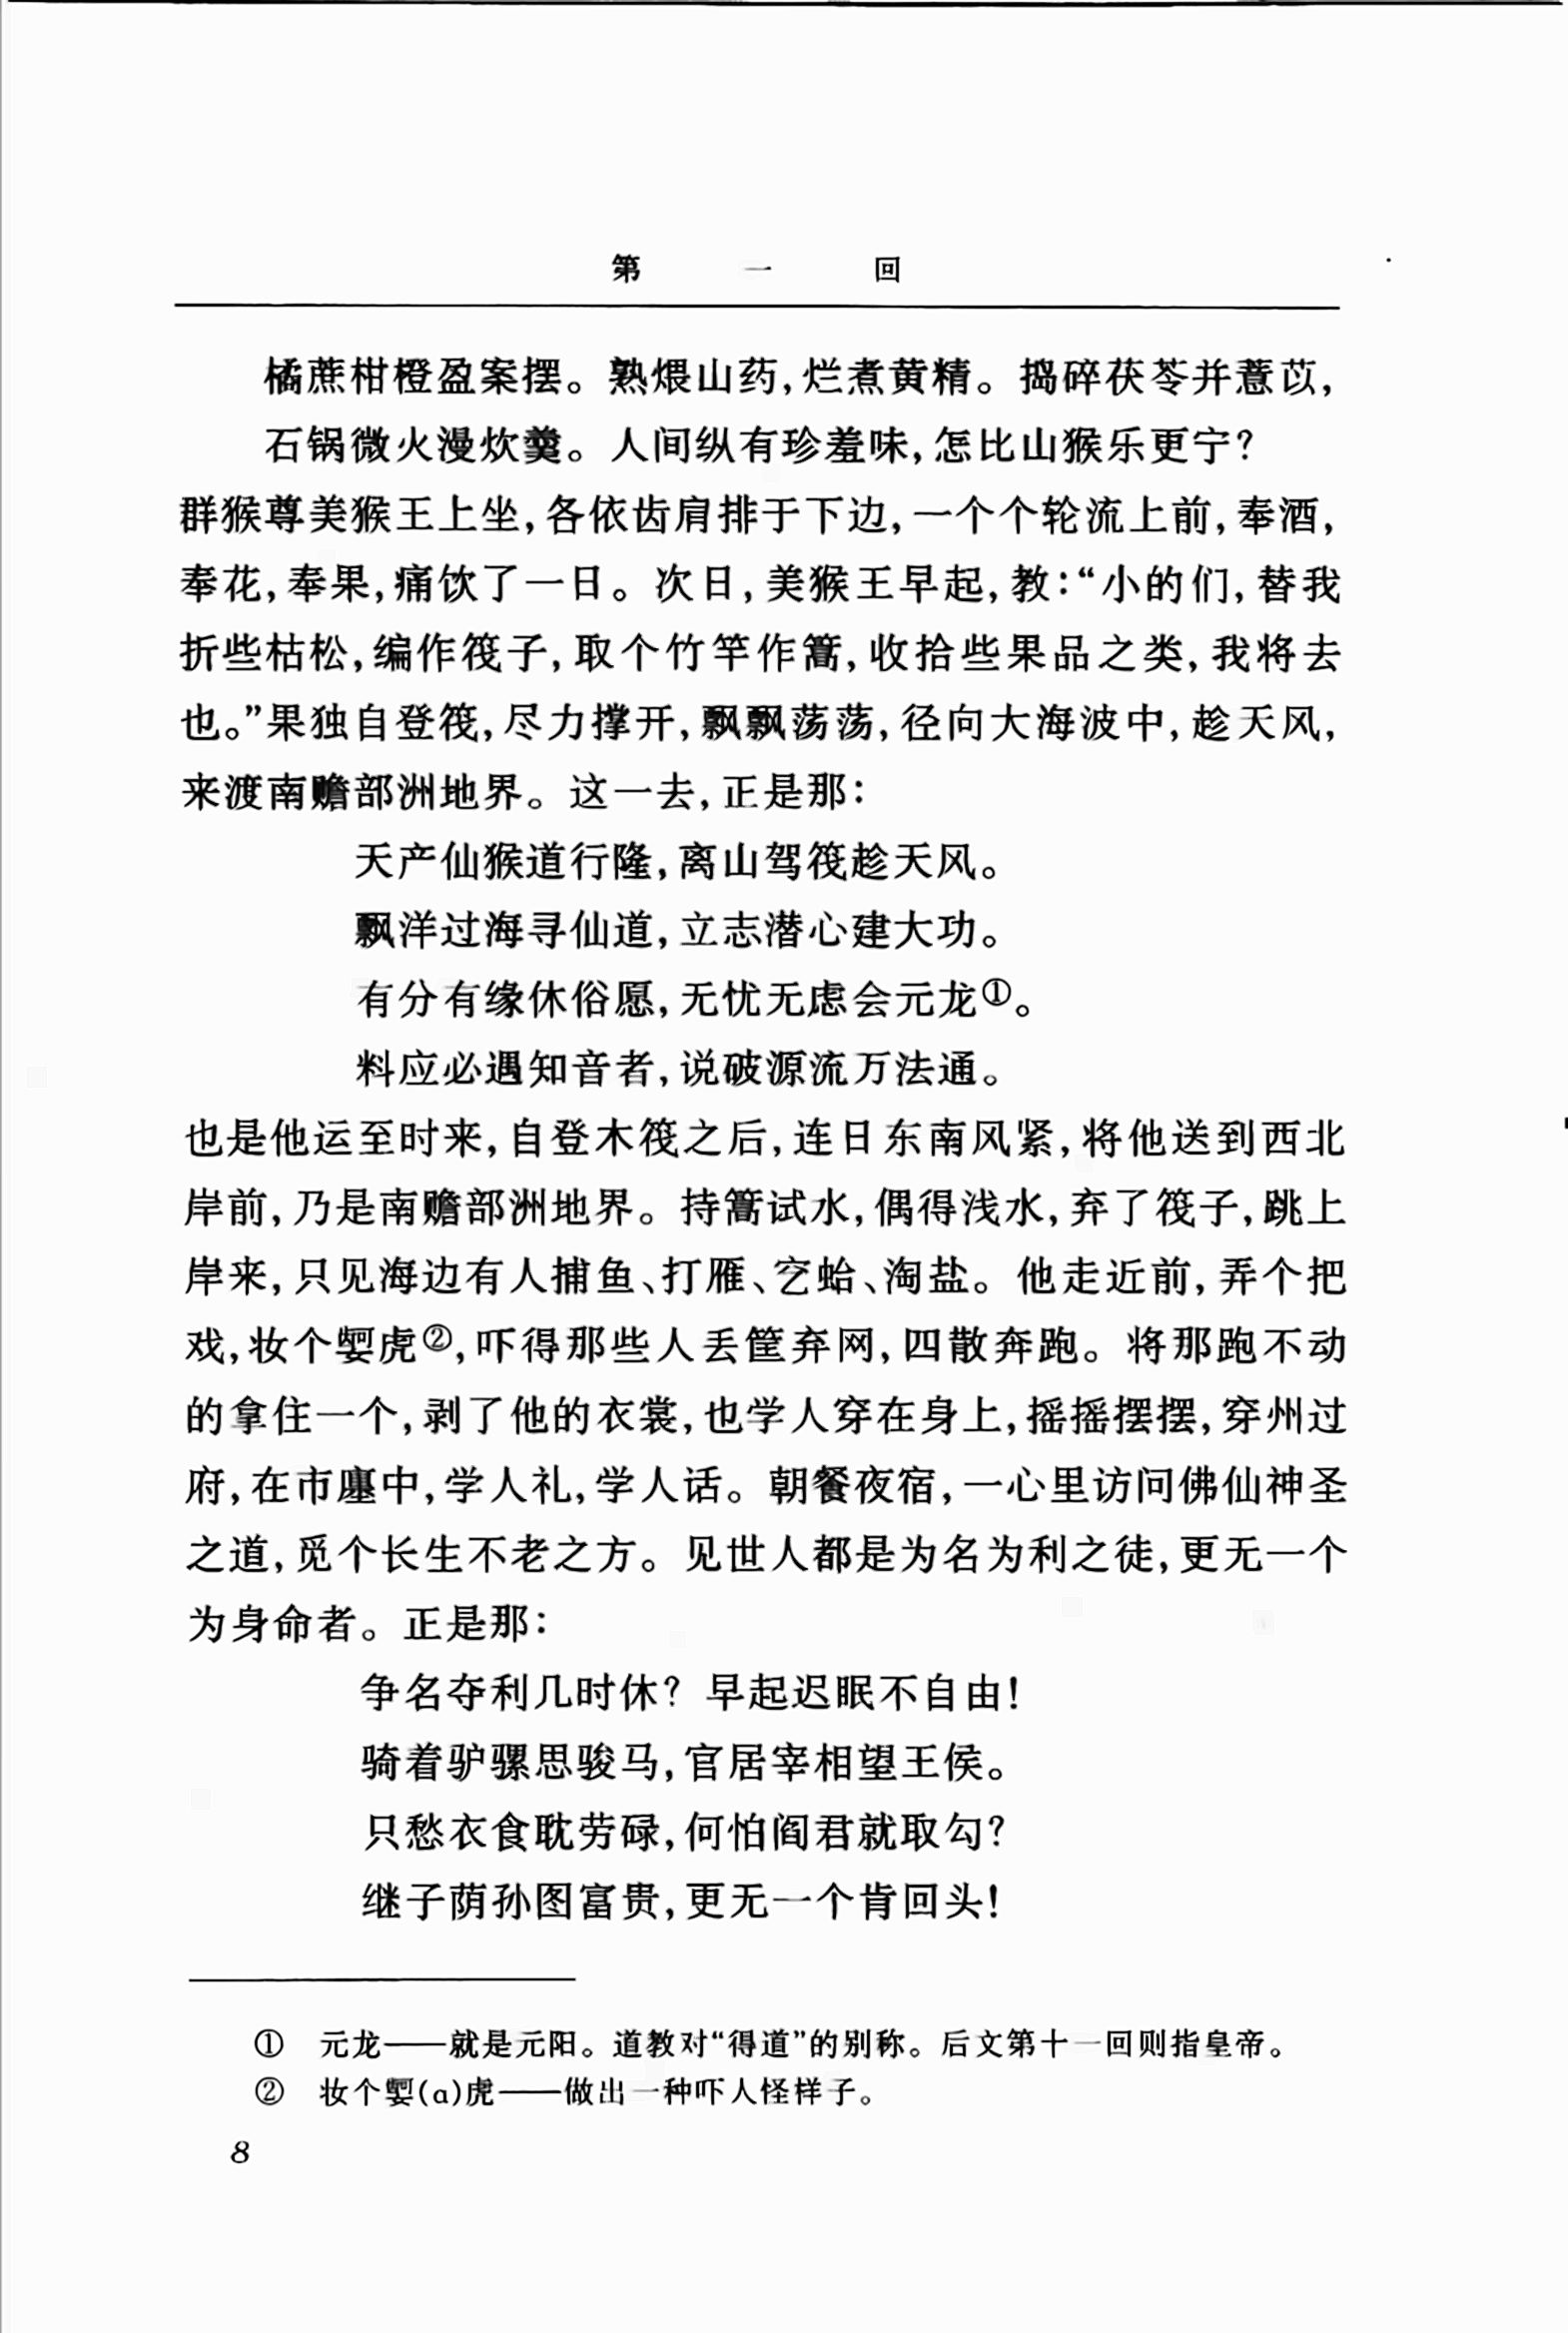 第一回
橘蔗柑橙盈案摆。熟煨山药,烂煮黄精。捣碎茯苓并薏苡,
石锅微火漫炊羹。人间纵有珍羞味,怎比山猴乐更宁?
群猴尊美猴王上坐,各依齿肩排于下边,一个个轮流上前,奉酒,
奉花,奉果,痛饮了一日。次日,美猴王早起,教:“小的们,替我
折些枯松,编作筏子,取个竹竿作篙,收拾些果品之类,我将去
也。”果独自登筏,尽力撑开,飘飘荡荡,径向大海波中,趁天风,
来渡南赡部洲地界。这一去,正是那:
天产仙猴道行隆,离山驾筏趁天风。
飘洋过海寻仙道,立志潜心建大功。
有分有缘休俗愿,无忧无虑会元龙①。
料应必遇知音者,说破源流万法通。
也是他运至时来,自登木筏之后,连日东南风紧,将他送到西北
岸前,乃是南赡部洲地界。持篙试水,偶得浅水,弃了筏子,跳上
岸来,只见海边有人捕鱼、打雁、穵蛤、淘盐。他走近前,弄个把
戏,妆个㜳虎②,吓得那些人丢筐弃网,四散奔跑。将那跑不动
的拿住一个,剥了他的衣裳,也学人穿在身上,摇摇摆摆,穿州过
府,在市廛中,学人礼,学人话。朝餐夜宿,一心里访问佛仙神圣
之道,觅个长生不老之方。见世人都是为名为利之徒,更无一个
为身命者。正是那:
争名夺利几时休?早起迟眠不自由!
骑着驴骡思骏马,官居宰相望王侯。
只愁衣食耽劳碌,何怕阎君就取勾?
继子荫孙图富贵,更无一个肯回头!
① 元龙——就是元阳。道教对“得道”的别称。后文第十一回则指皇帝。
② 妆个㜳(ɑ)虎——做出一种吓人怪样子。
8